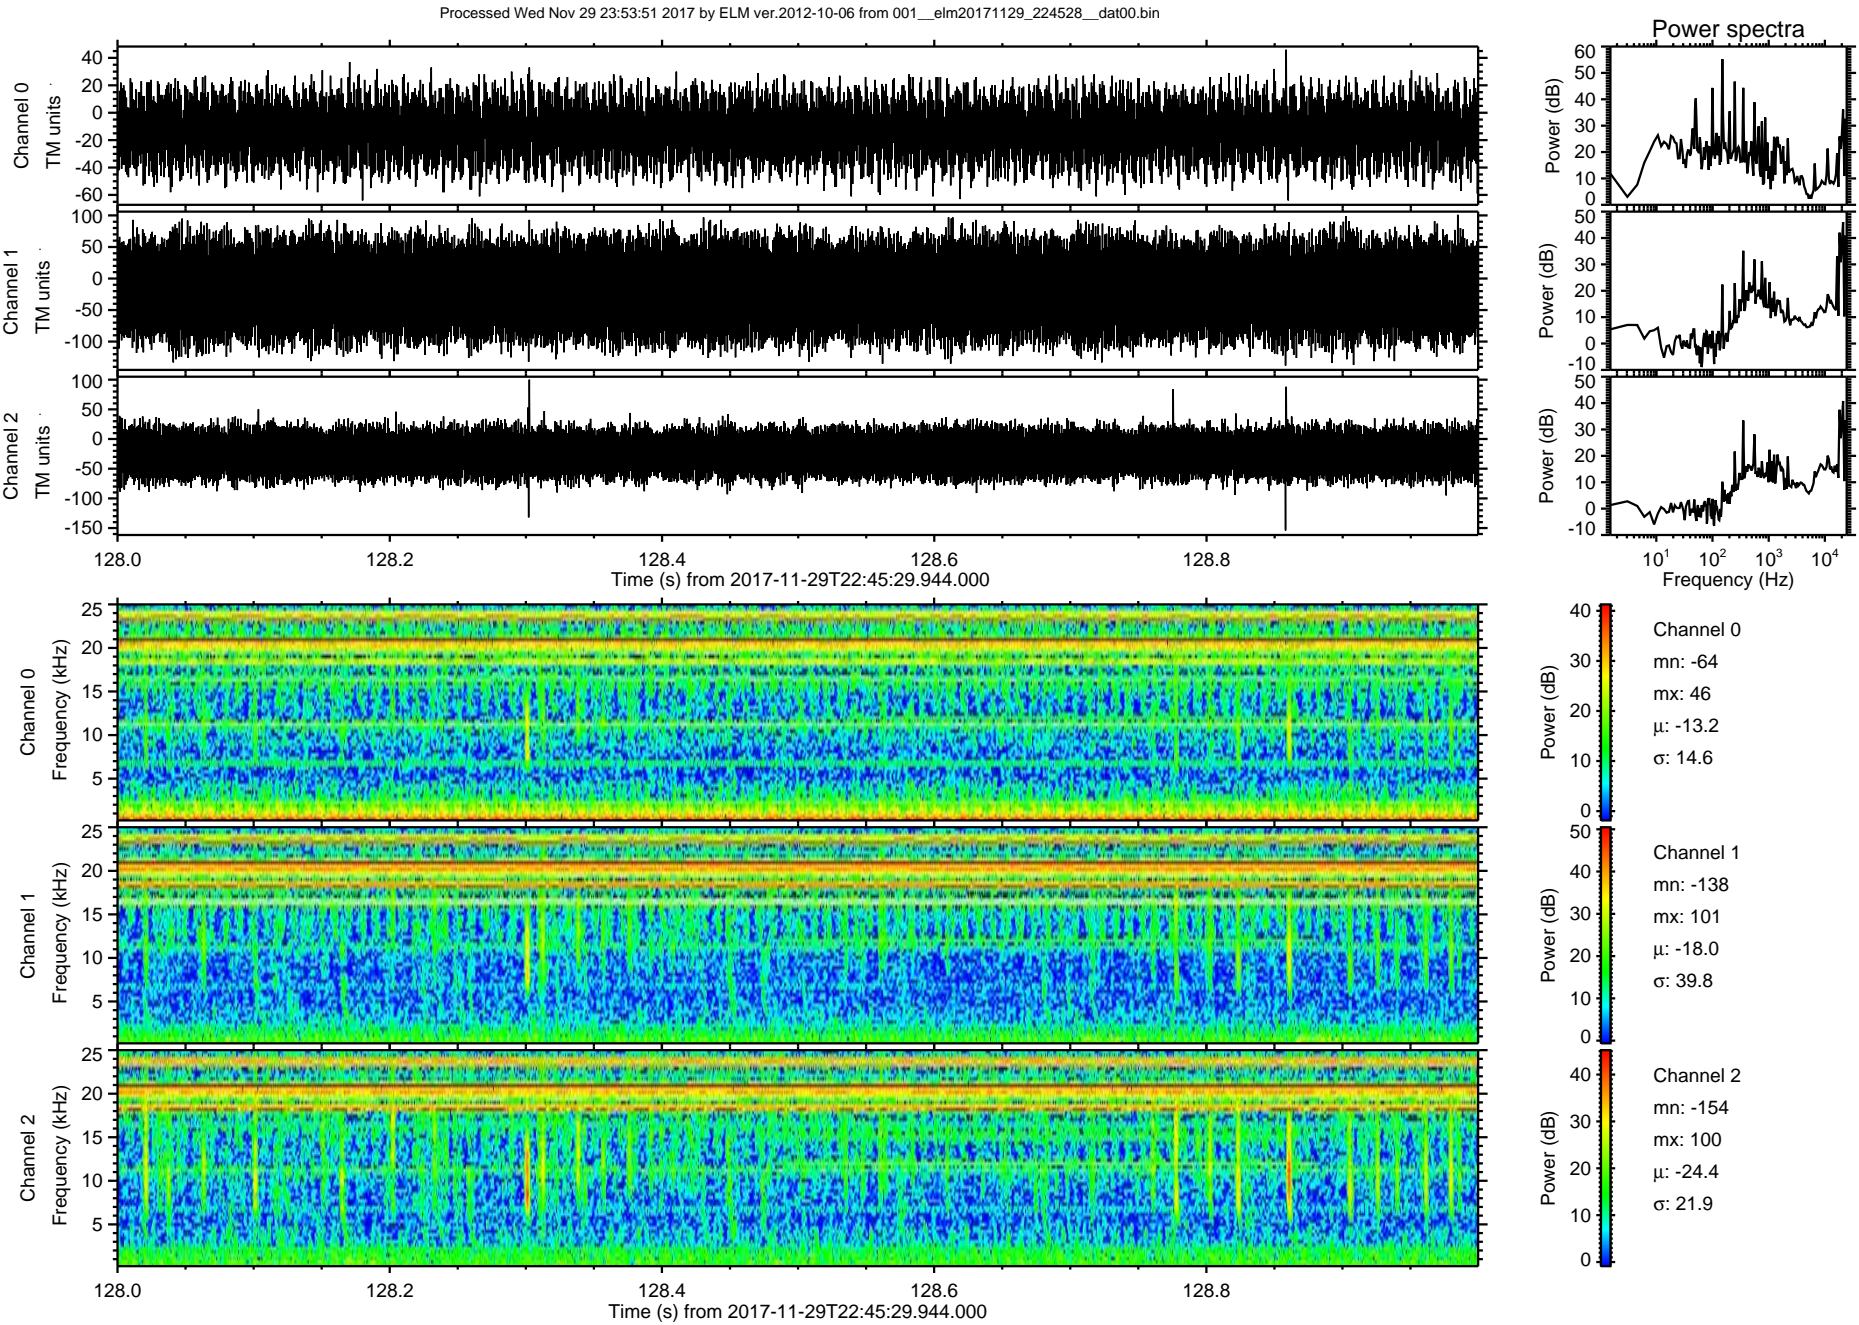 Processed Wed Nov 29 23:53:51 2017 by ELM ver.2012-10-06 from 001__elm20171129_224528__dat00.bin
Power spectra
Channel 0
TM units
40
20
0
-20
-40
-60
Power (dB)
60
50
40
30
20
10
0
Channel 1
TM units
100
50
0
-50
-100
Power (dB)
50
40
30
20
10
0
-10
Channel 2
TM units
100
50
0
-50
-100
-150
Power (dB)
50
40
30
20
10
0
-10
128.0 128.2 128.4 128.6 128.8
Time (s) from 2017-11-29T22:45:29.944.000
10^1 10^2 10^3 10^4
Frequency (Hz)
Channel 0
Frequency (kHz)
25
20
15
10
5
Power (dB)
40
30
20
10
0
Channel 0
mn: -64
mx: 46
μ: -13.2
σ: 14.6
Channel 1
Frequency (kHz)
25
20
15
10
5
Power (dB)
50
40
30
20
10
0
Channel 1
mn: -138
mx: 101
μ: -18.0
σ: 39.8
Channel 2
Frequency (kHz)
25
20
15
10
5
Power (dB)
40
30
20
10
0
Channel 2
mn: -154
mx: 100
μ: -24.4
σ: 21.9
128.0 128.2 128.4 128.6 128.8
Time (s) from 2017-11-29T22:45:29.944.000